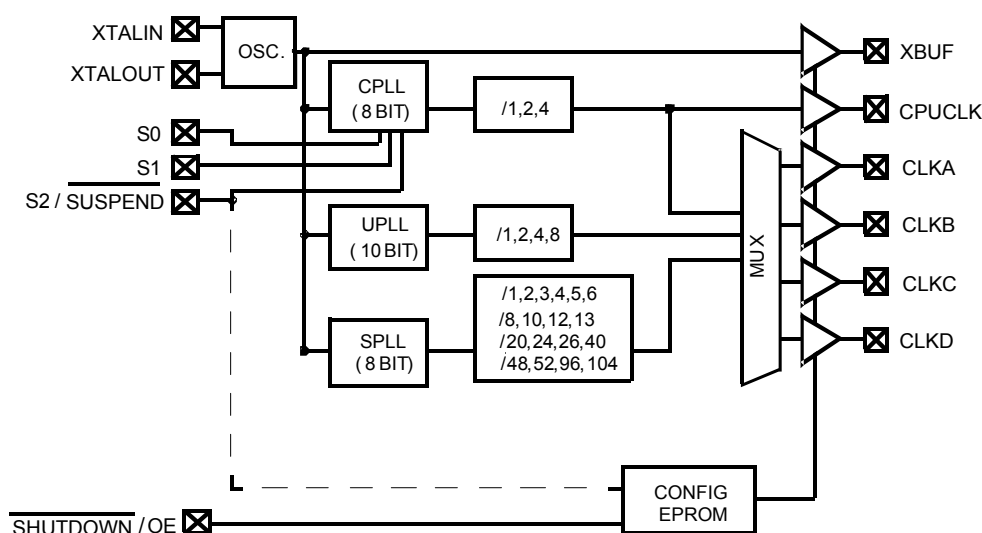 XTALIN
XTALOUT
OSC.
XBUF
CPLL
(8 BIT)
/1,2,4
CPUCLK
S0
S1
S2 / SUSPEND
CLKA
UPLL
(10 BIT)
/1,2,4,8
MUX
CLKB
SPLL
(8 BIT)
/1,2,3,4,5,6
/8,10,12,13
/20,24,26,40
/48,52,96,104
CLKC
CLKD
CONFIG
EPROM
SHUTDOWN / OE